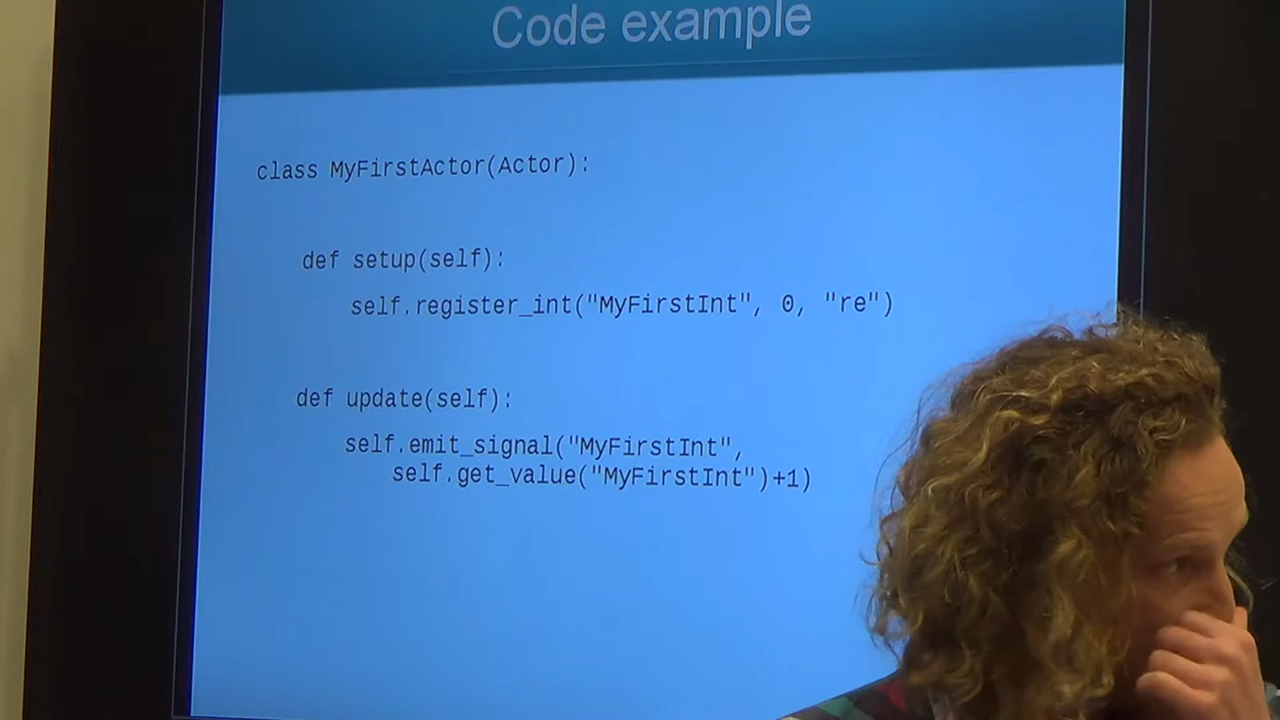 Code example
class MyFirstActor(Actor):
def setup(self):
self.register_int("MyFirstInt", 0, "re")
def update(self):
self.emit_signal("MyFirstInt",
self.get_value("MyFirstInt")+1)